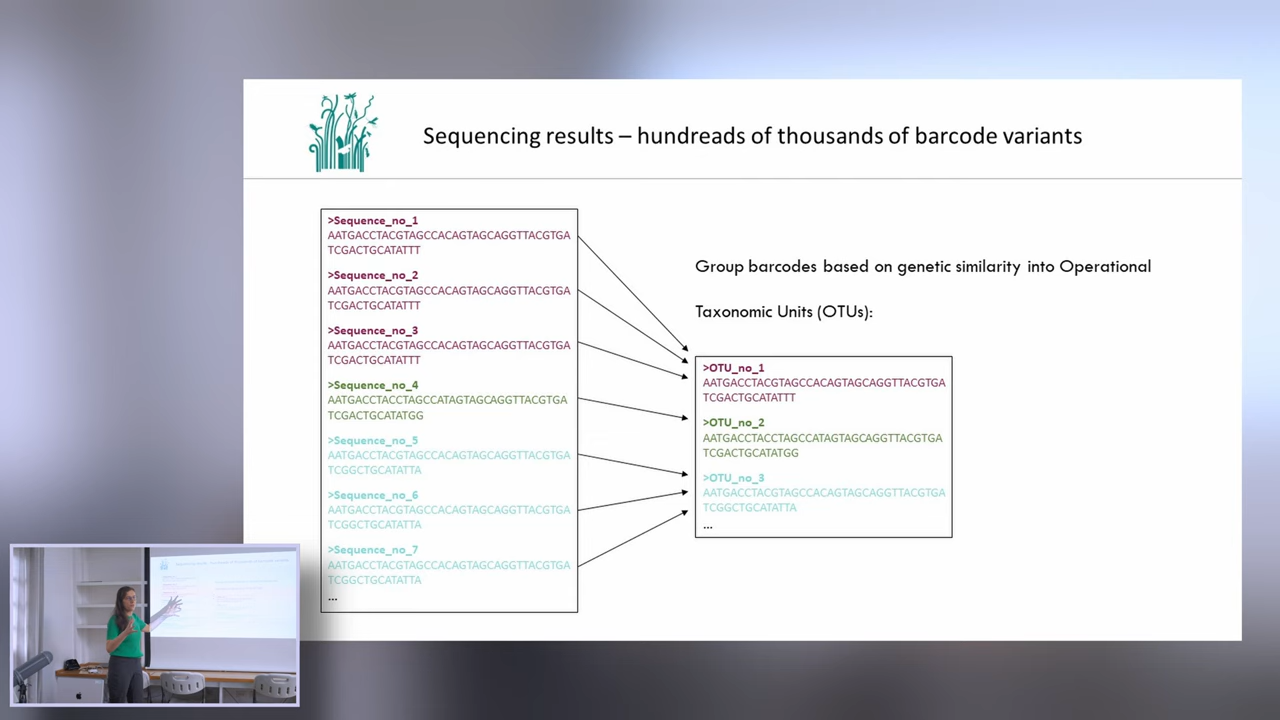 Sequencing results – hundreads of thousands of barcode variants
>Sequence_no_1
AATGACCTACGTAGCCACAGTAGCAGGTTACGTGA
TCGACTGCATATTT
>Sequence_no_2
AATGACCTACGTAGCCACAGTAGCAGGTTACGTGA
TCGACTGCATATTT
>Sequence_no_3
AATGACCTACGTAGCCACAGTAGCAGGTTACGTGA
TCGACTGCATATTT
>Sequence_no_4
AATGACCTACCTAGCCATAGTAGCAGGTTACGTGA
TCGACTGCATATGG
>Sequence_no_5
AATGACCTACGTAGCCACAGTAGCAGGTTACGTGA
TCGGCTGCATATTA
>Sequence_no_6
AATGACCTACGTAGCCACAGTAGCAGGTTACGTGA
TCGGCTGCATATTA
>Sequence_no_7
AATGACCTACGTAGCCACAGTAGCAGGTTACGTGA
TCGGCTGCATATTA
...
Group barcodes based on genetic similarity into Operational
Taxonomic Units (OTUs):
>OTU_no_1
AATGACCTACGTAGCCACAGTAGCAGGTTACGTGA
TCGACTGCATATTT
>OTU_no_2
AATGACCTACCTAGCCATAGTAGCAGGTTACGTGA
TCGACTGCATATGG
>OTU_no_3
AATGACCTACGTAGCCACAGTAGCAGGTTACGTGA
TCGGCTGCATATTA
...